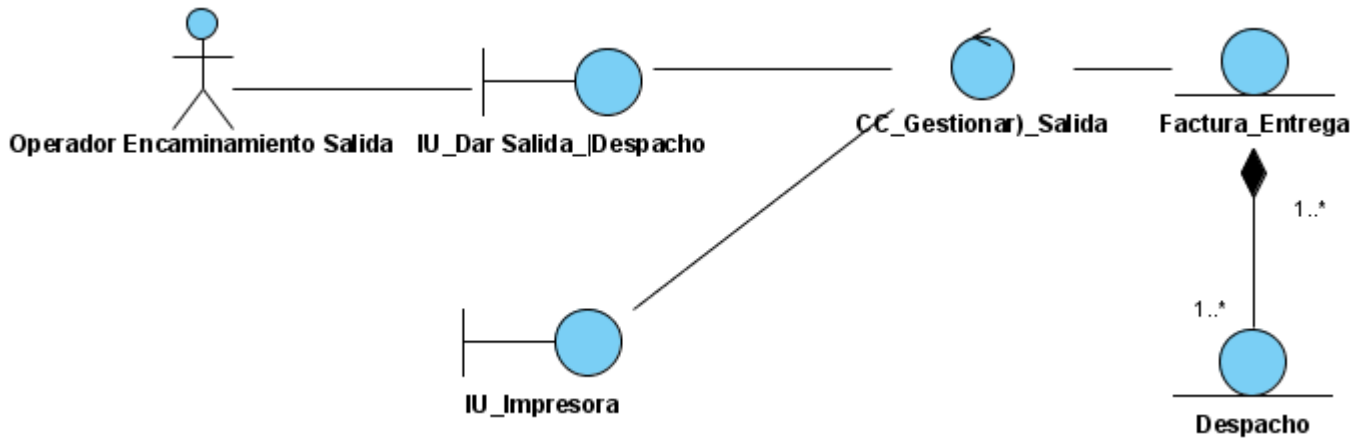 Operador Encaminamiento Salida
IU_Dar Salida_|Despacho
CC_Gestionar)_Salida
Factura_Entrega
1..*
1..*
IU_Impresora
Despacho